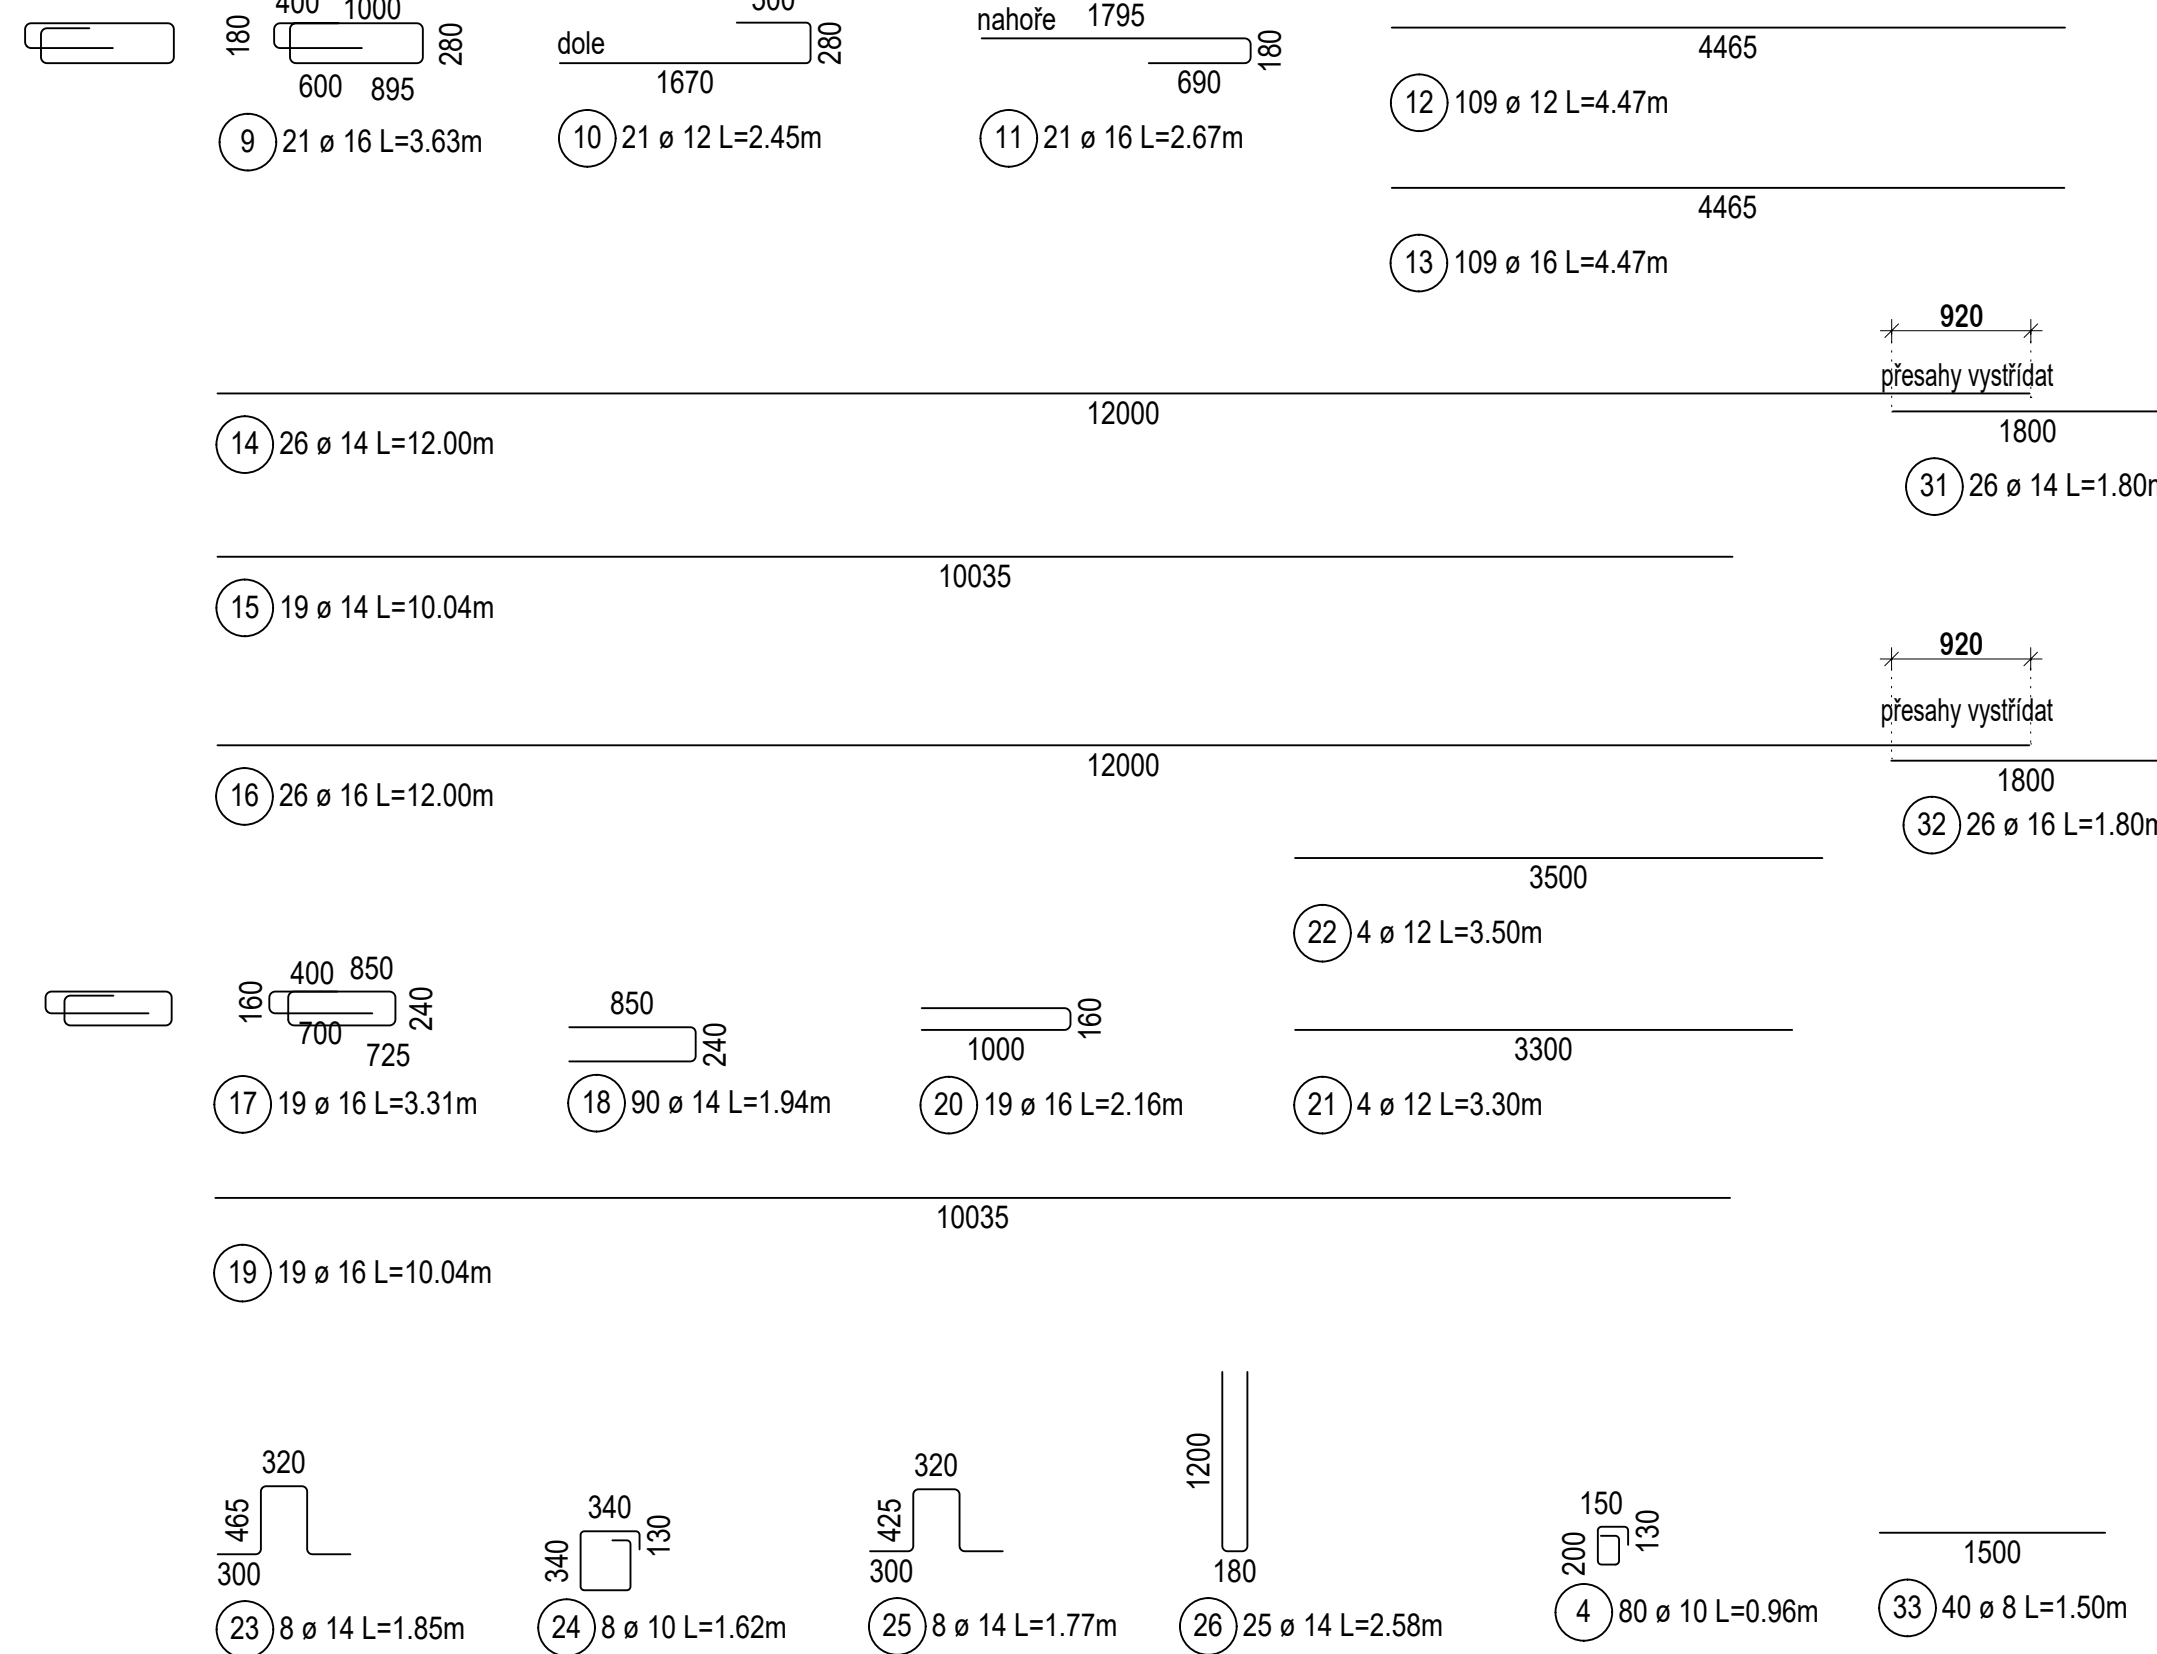 180
400 1000
280
600 895
9 21 ø 16 L=3.63m
dole
280
1670
10 21 ø 12 L=2.45m
nahoře 1795
180
690
11 21 ø 16 L=2.67m
4465
12 109 ø 12 L=4.47m
4465
13 109 ø 16 L=4.47m
920
přesahy vystřídat
12000
14 26 ø 14 L=12.00m
1800
31 26 ø 14 L=1.80m
10035
15 19 ø 14 L=10.04m
920
přesahy vystřídat
12000
16 26 ø 16 L=12.00m
1800
32 26 ø 16 L=1.80m
3500
22 4 ø 12 L=3.50m
160
400 850
240
700
725
17 19 ø 16 L=3.31m
850
240
18 90 ø 14 L=1.94m
160
1000
20 19 ø 16 L=2.16m
3300
21 4 ø 12 L=3.30m
10035
19 19 ø 16 L=10.04m
320
465
300
23 8 ø 14 L=1.85m
340
130
340
24 8 ø 10 L=1.62m
320
425
300
25 8 ø 14 L=1.77m
1200
180
26 25 ø 14 L=2.58m
150
130
200
4 80 ø 10 L=0.96m
1500
33 40 ø 8 L=1.50m